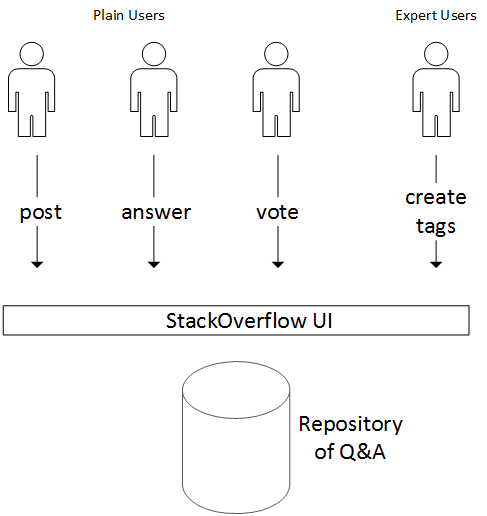 Plain Users
Expert Users
post
answer
vote
create
tags
StackOverflow UI
Repository
of Q&A